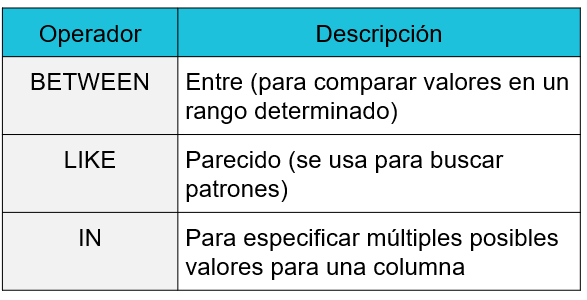 Operador Descripción
BETWEEN Entre (para comparar valores en un
rango determinado)
LIKE Parecido (se usa para buscar
patrones)
IN Para especificar múltiples posibles
valores para una columna